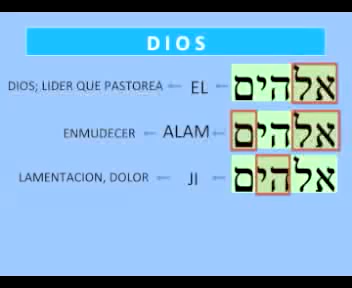 DIOS
DIOS; LIDER QUE PASTOREA ← EL ← אלהים
ENMUDECER ← ALAM ← אלהים
LAMENTACION, DOLOR ← JI ← אלהים